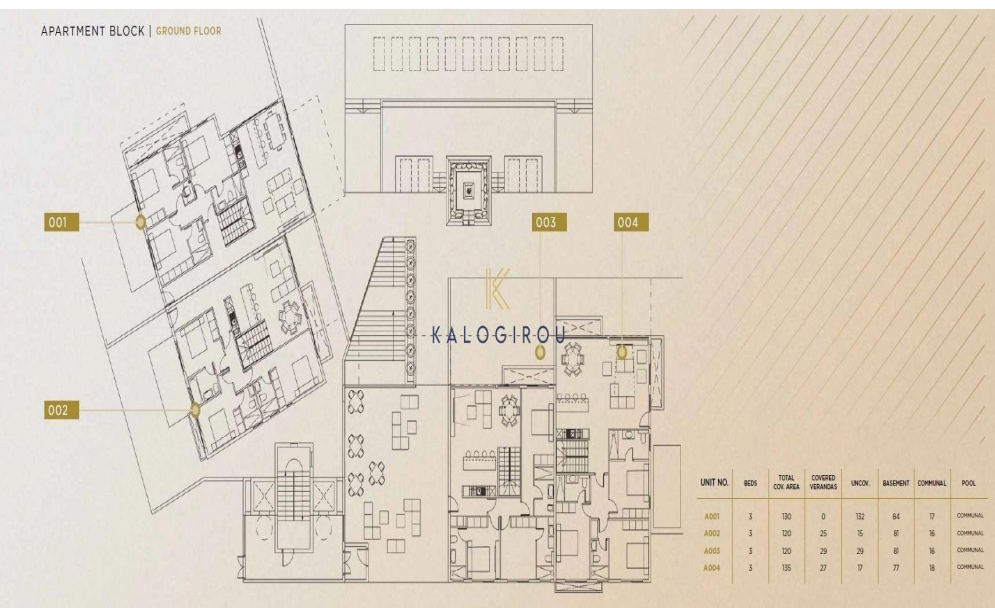 APARTMENT BLOCK | GROUND FLOOR
001
003
004
KALOGIROU
002
UNIT NO. BEDS TOTAL COV. AREA COVERED VERANDAS UNCOV. BASEMENT COMMUNAL POOL
A001 3 130 0 132 84 17 COMMUNAL
A002 3 120 25 15 81 16 COMMUNAL
A003 3 120 29 29 81 16 COMMUNAL
A004 3 135 27 17 77 18 COMMUNAL